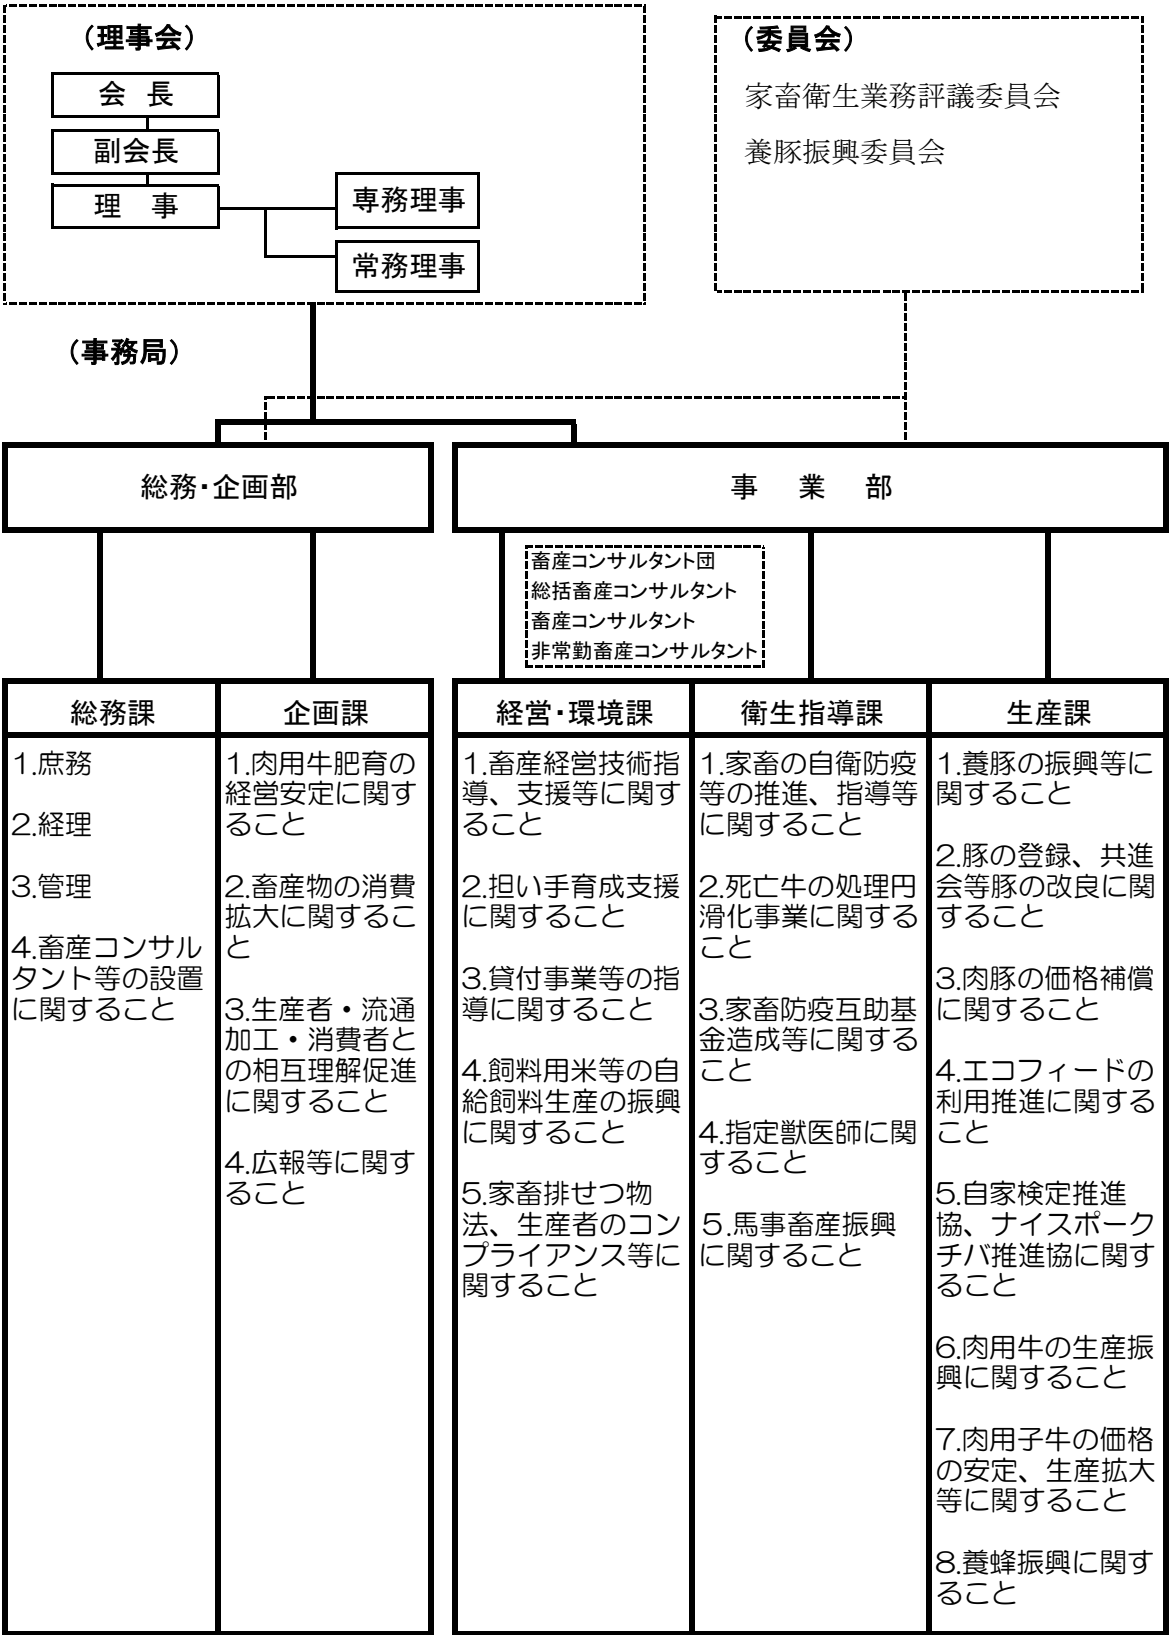 （理事会）
会 長
副会長
理 事
専務理事
常務理事
（委員会）
家畜衛生業務評議委員会
養豚振興委員会
（事務局）
総務・企画部
事 業 部
畜産コンサルタント団
総括畜産コンサルタント
畜産コンサルタント
非常勤畜産コンサルタント
総務課
1.庶務
2.経理
3.管理
4.畜産コンサル
タント等の設置
に関すること
企画課
1.肉用牛肥育の
経営安定に関す
ること
2.畜産物の消費
拡大に関するこ
と
3.生産者・流通
加工・消費者と
の相互理解促進
に関すること
4.広報等に関す
ること
経営・環境課
1.畜産経営技術指
導、支援等に関す
ること
2.担い手育成支援
に関すること
3.貸付事業等の指
導に関すること
4.飼料用米等の自
給飼料生産の振興
に関すること
5.家畜排せつ物
法、生産者のコン
プライアンス等に
関すること
衛生指導課
1.家畜の自衛防疫
等の推進、指導等
に関すること
2.死亡牛の処理円
滑化事業に関する
こと
3.家畜防疫互助基
金造成等に関する
こと
4.指定獣医師に関
すること
５.馬事畜産振興
に関すること
生産課
1.養豚の振興等に
関すること
2.豚の登録、共進
会等豚の改良に関
すること
3.肉豚の価格補償
に関すること
4.エコフィードの
利用推進に関する
こと
5.自家検定推進
協、ナイスポーク
チバ推進協に関す
ること
6.肉用牛の生産振
興に関すること
7.肉用子牛の価格
の安定、生産拡大
等に関すること
8.養蜂振興に関す
ること